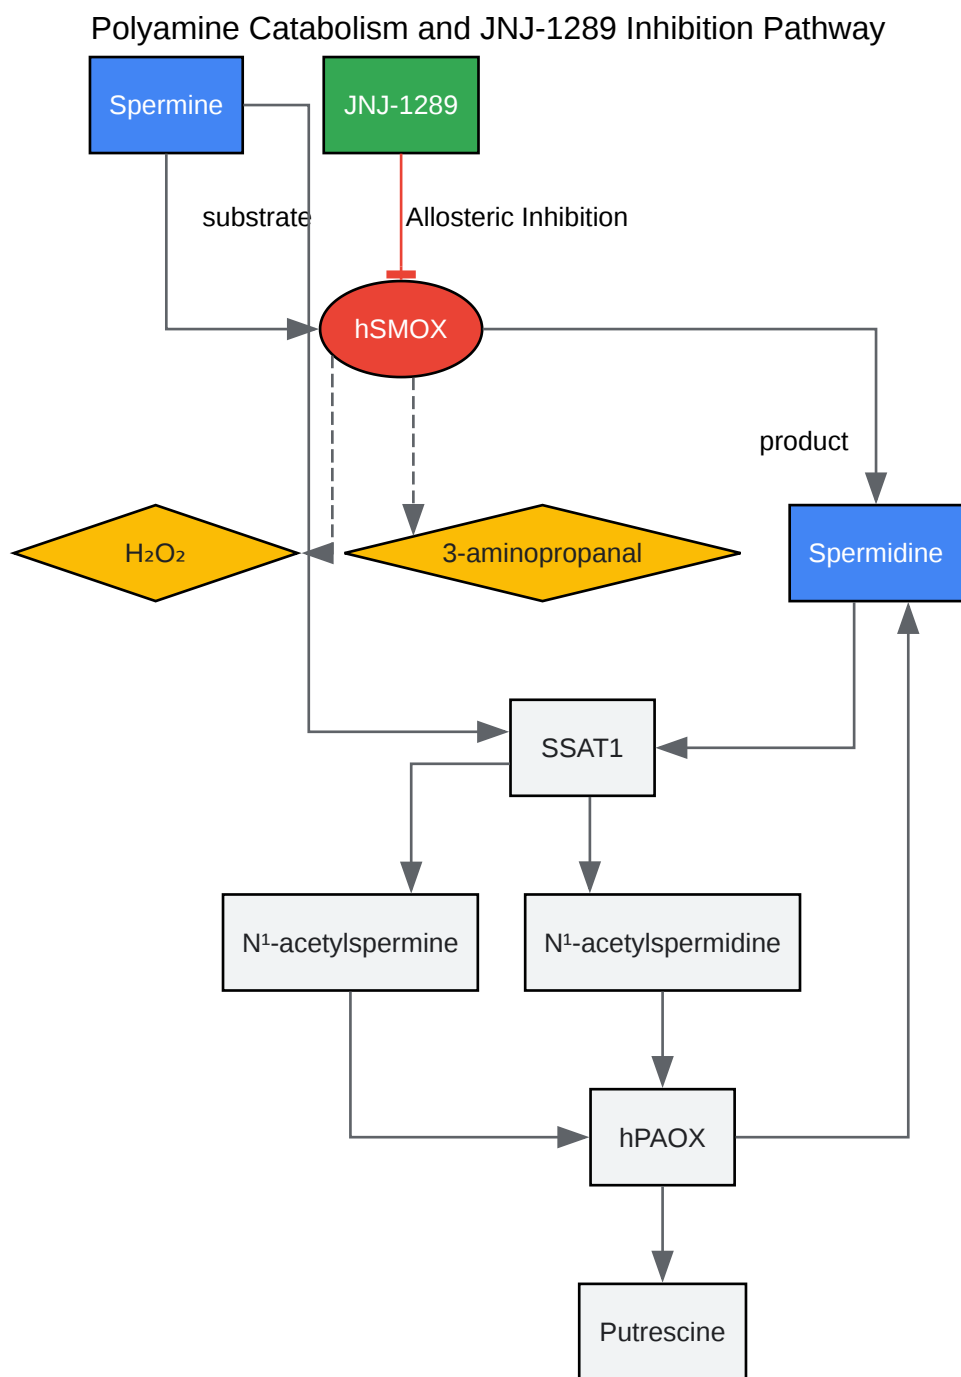 Polyamine Catabolism and JNJ-1289 Inhibition Pathway
Spermine
JNJ-1289
substrate
Allosteric Inhibition
hSMOX
product
H₂O₂
3-aminopropanal
Spermidine
SSAT1
N¹-acetylspermine
N¹-acetylspermidine
hPAOX
Putrescine